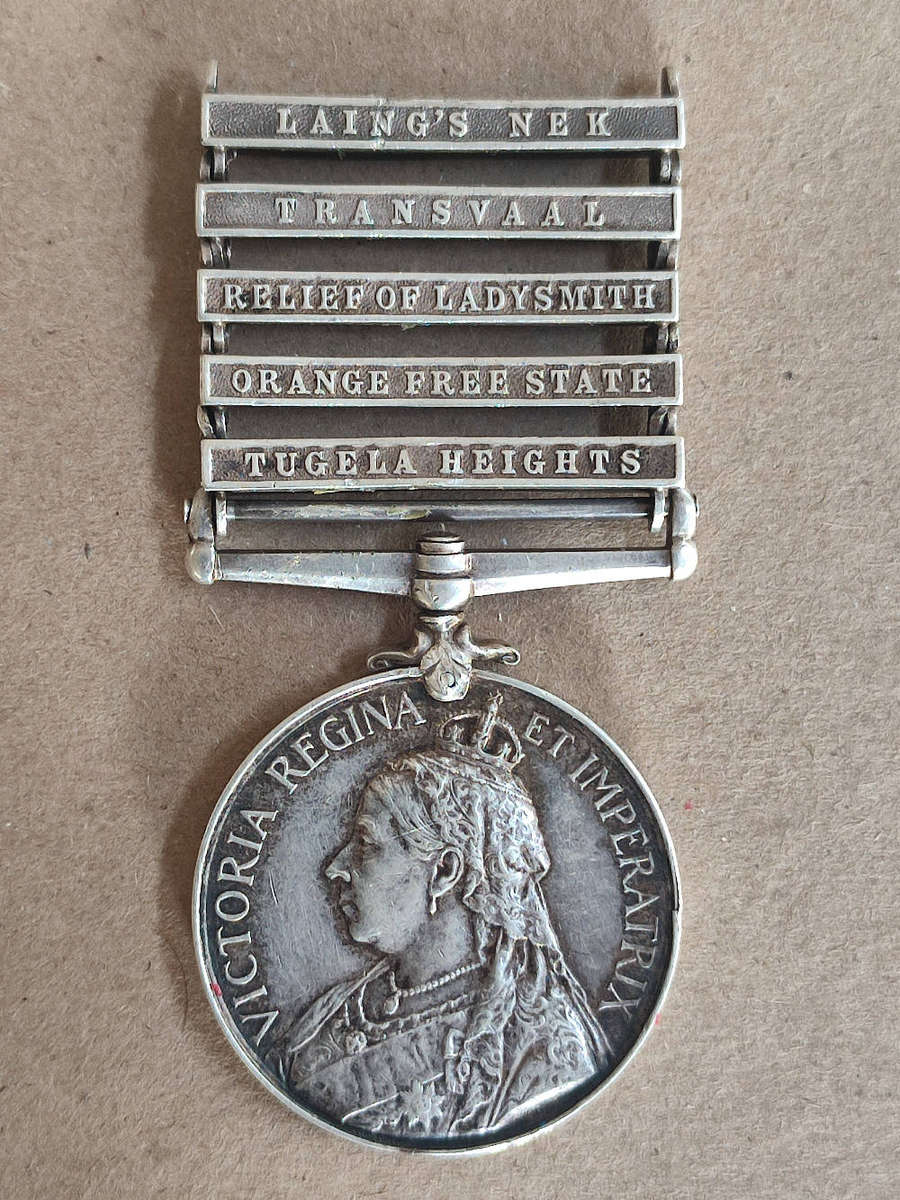 LAING'S NEK
TRANSVAAL
RELIEF OF LADYSMITH
ORANGE FREE STATE
TUGELA HEIGHTS
VICTORIA REGINA ET IMPERATRIX